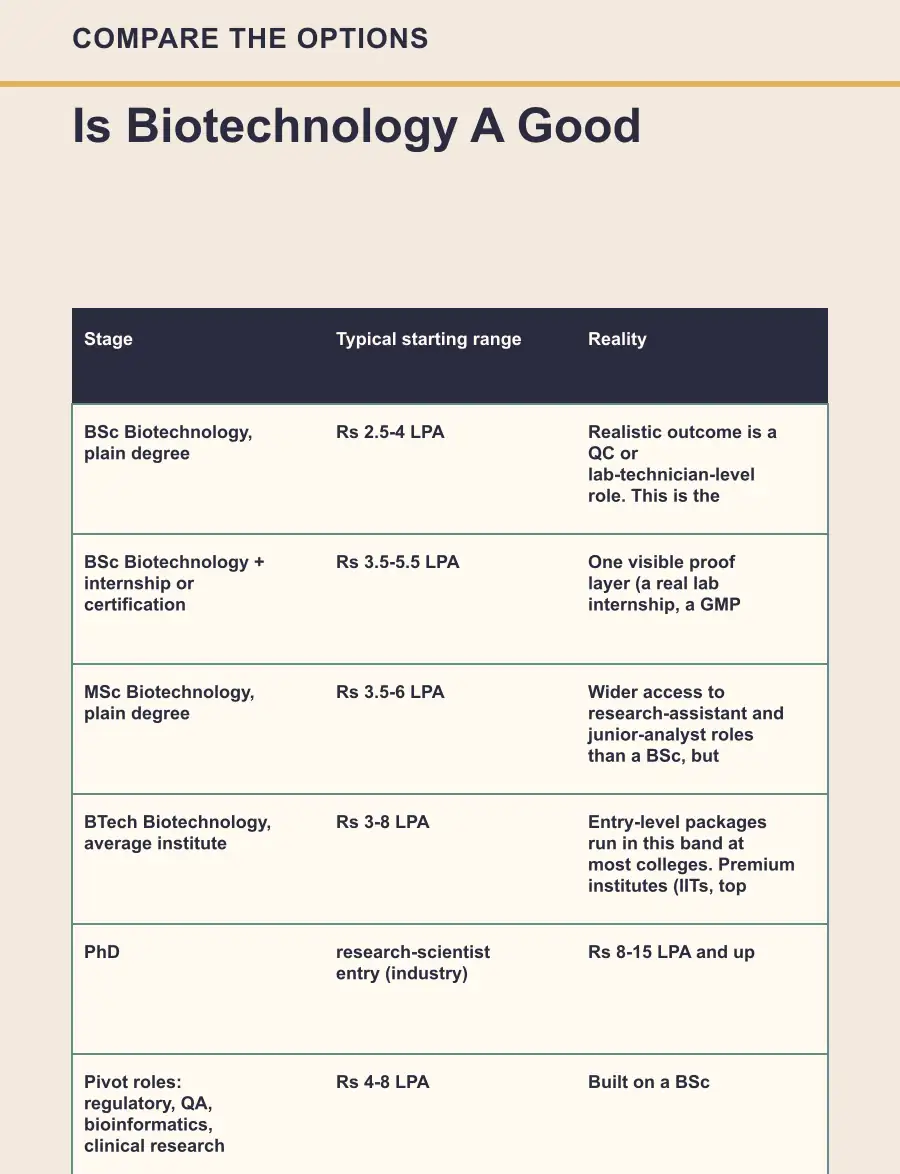 COMPARE THE OPTIONS
Is Biotechnology A Good
Stage
Typical starting range
Reality
BSc Biotechnology,
plain degree
Rs 2.5-4 LPA
Realistic outcome is a
QC or
lab-technician-level
role. This is the
BSc Biotechnology +
internship or
certification
Rs 3.5-5.5 LPA
One visible proof
layer (a real lab
internship, a GMP
MSc Biotechnology,
plain degree
Rs 3.5-6 LPA
Wider access to
research-assistant and
junior-analyst roles
than a BSc, but
BTech Biotechnology,
average institute
Rs 3-8 LPA
Entry-level packages
run in this band at
most colleges. Premium
institutes (IITs, top
PhD
research-scientist
entry (industry)
Rs 8-15 LPA and up
Pivot roles:
regulatory, QA,
bioinformatics,
clinical research
Rs 4-8 LPA
Built on a BSc